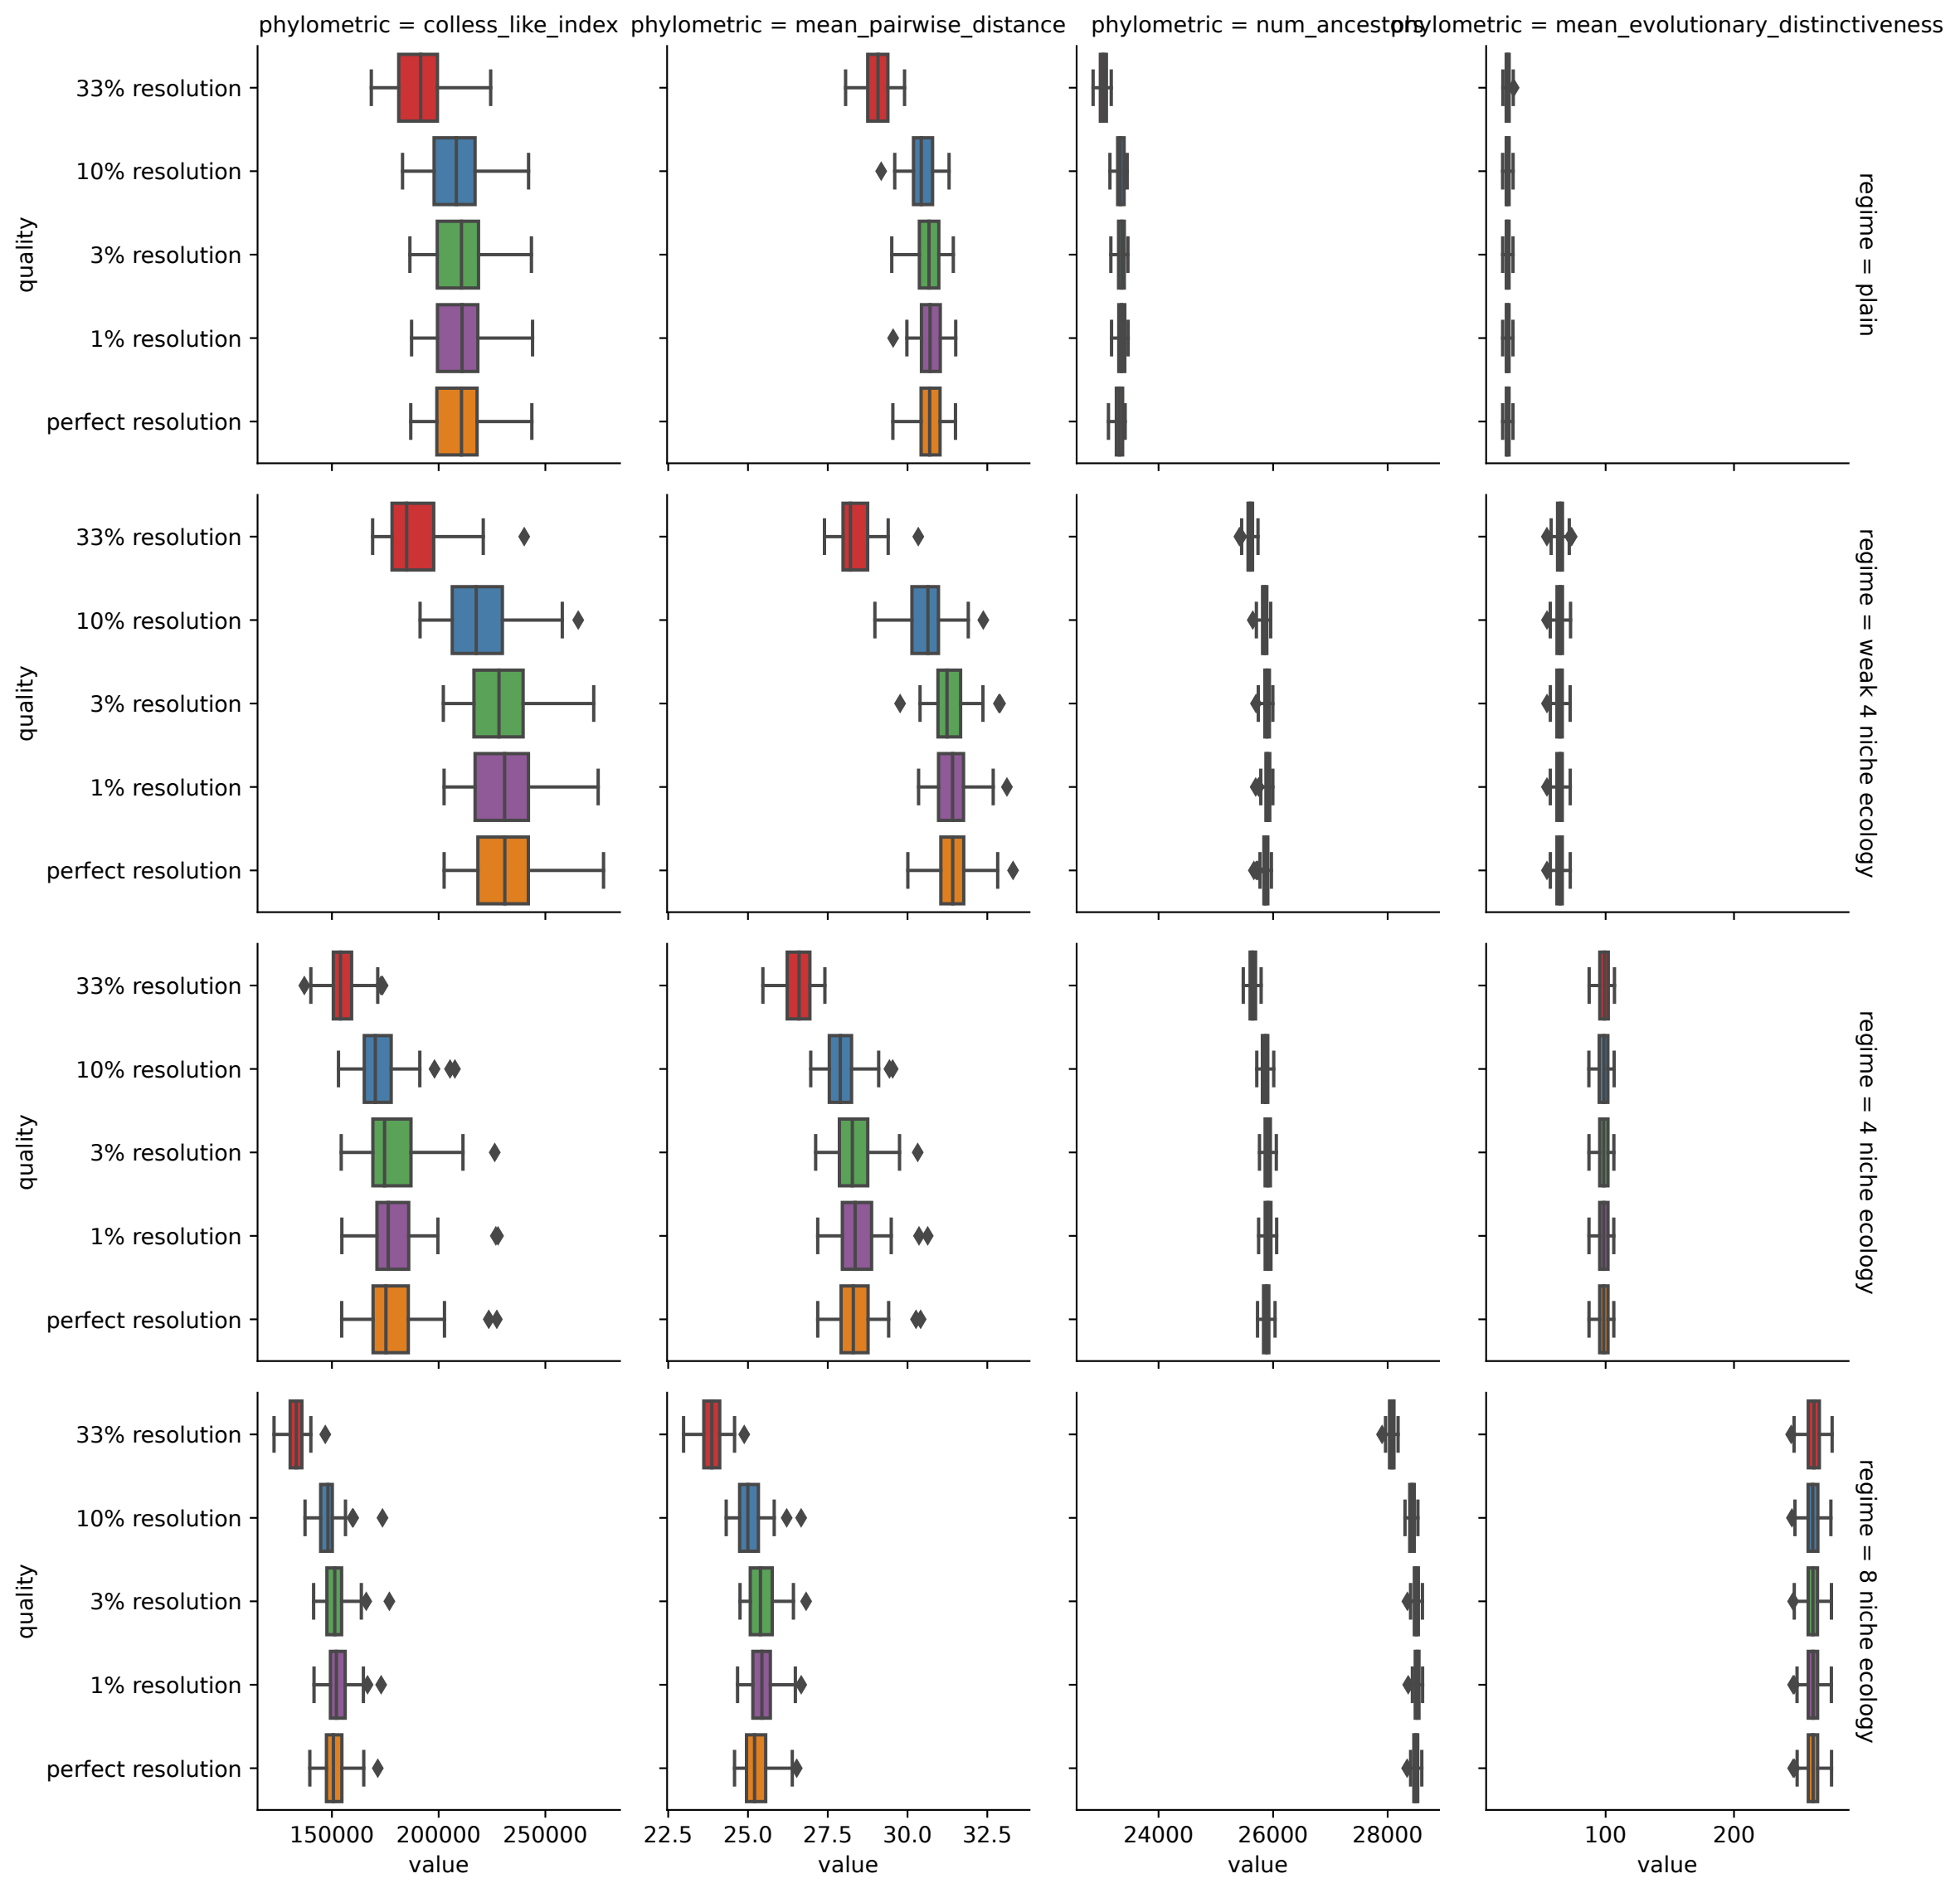 phylometric = colless_like_index phylometric = mean_pairwise_distance phylometric = num_ancestors phylometric = mean_evolutionary_distinctiveness
33% resolution
10% resolution
3% resolution
1% resolution
perfect resolution
quality
regime = plain
33% resolution
10% resolution
3% resolution
1% resolution
perfect resolution
quality
regime = weak 4 niche ecology
33% resolution
10% resolution
3% resolution
1% resolution
perfect resolution
quality
regime = 4 niche ecology
33% resolution
10% resolution
3% resolution
1% resolution
perfect resolution
quality
regime = 8 niche ecology
150000 200000 250000 22.5 25.0 27.5 30.0 32.5 24000 26000 28000 100 200
value value value value